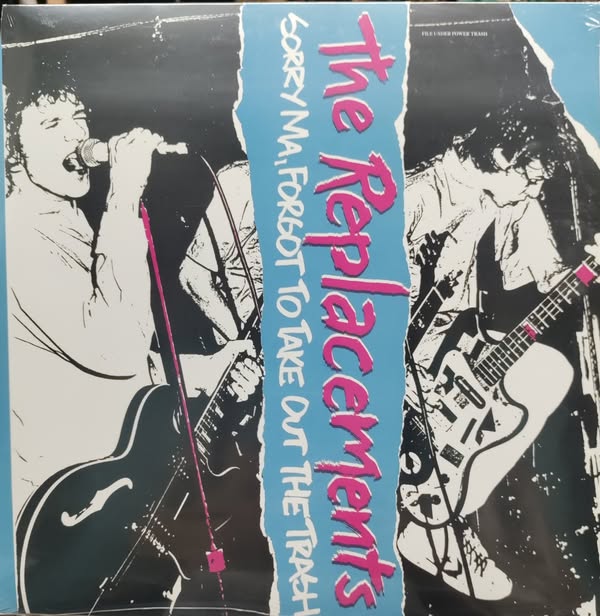 FILE UNDER POWER TRASH
The Replacements
SORRY MA, FORGOT TO TAKE OUT THE TRASH